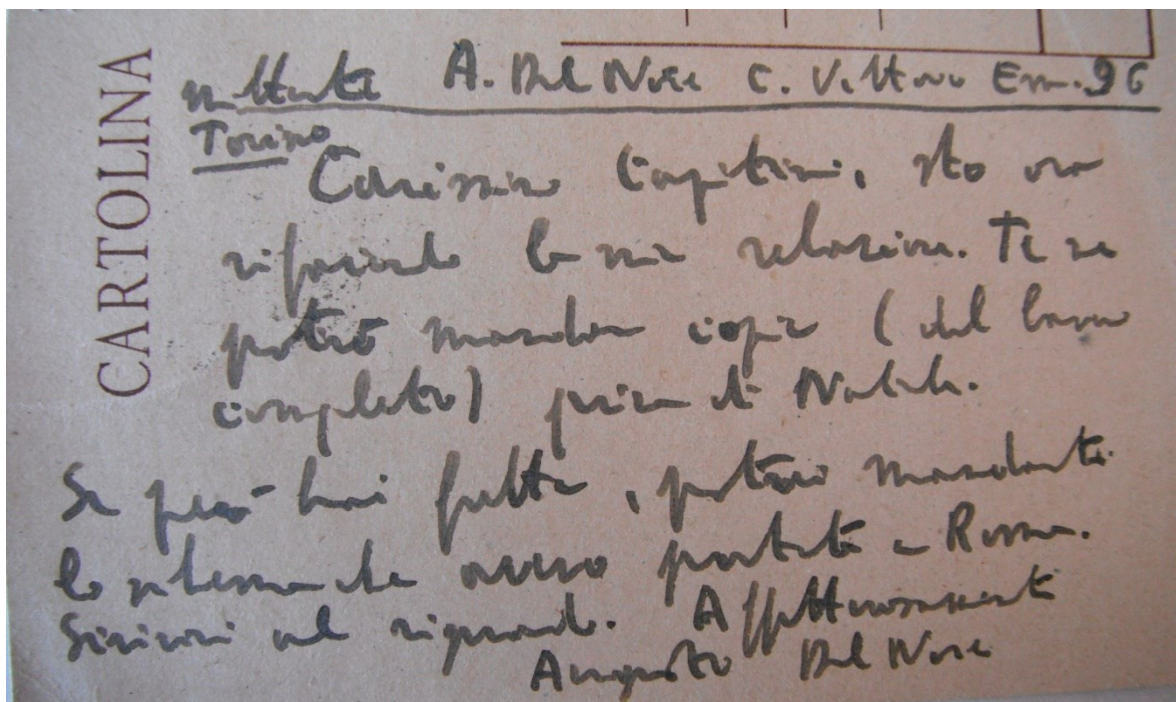 CARTOLINA
mittente A. Del Noce C. Vittorio Em. 96
Torino
Carissimo Capitini, sto ora
rifacendo la mia relazione. Te ne
potrò mandare copia (del lavoro
completo) prima di Natale.
Se però hai fretta, potrei mandarti
lo schema che avevo portato a Roma.
Scrivimi al riguardo. Affettuosamente
Augusto Del Noce